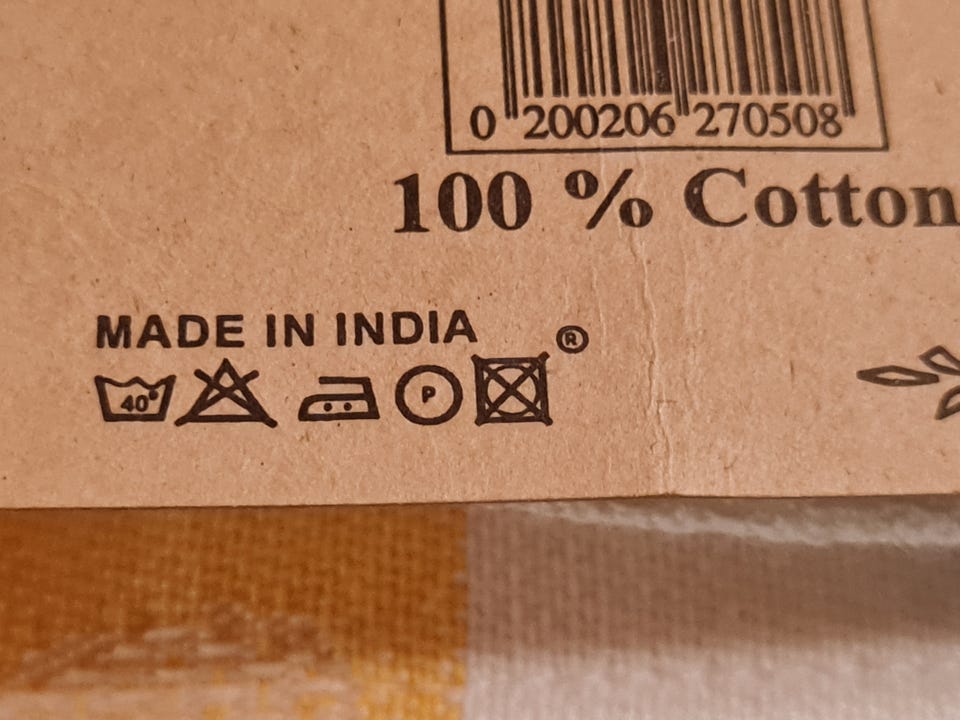 0 200206 270508
100 % Cotton
MADE IN INDIA
®
40° P